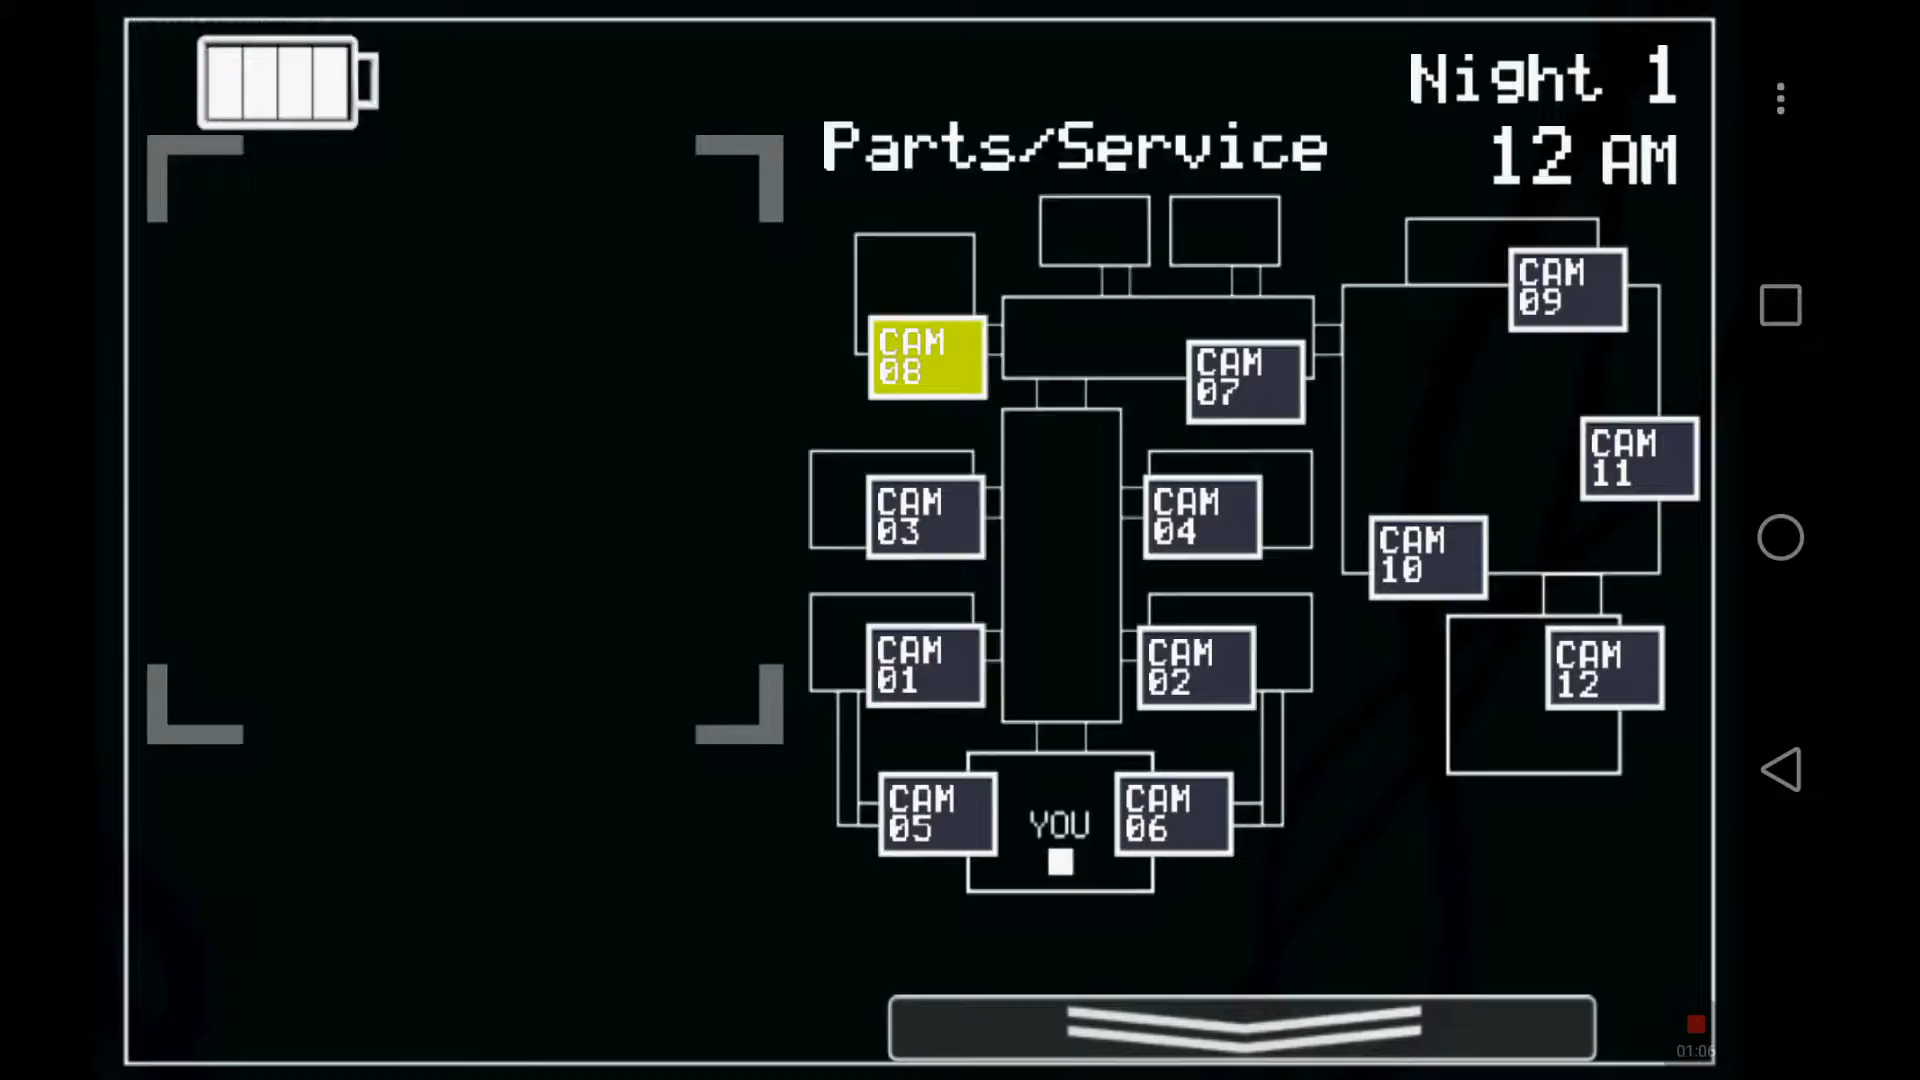 Night 1
12 AM
Parts/Service
CAM
09
CAM
08
CAM
07
CAM
11
CAM
03
CAM
04
CAM
10
CAM
01
CAM
02
CAM
12
CAM
05
YOU
CAM
06
01:06